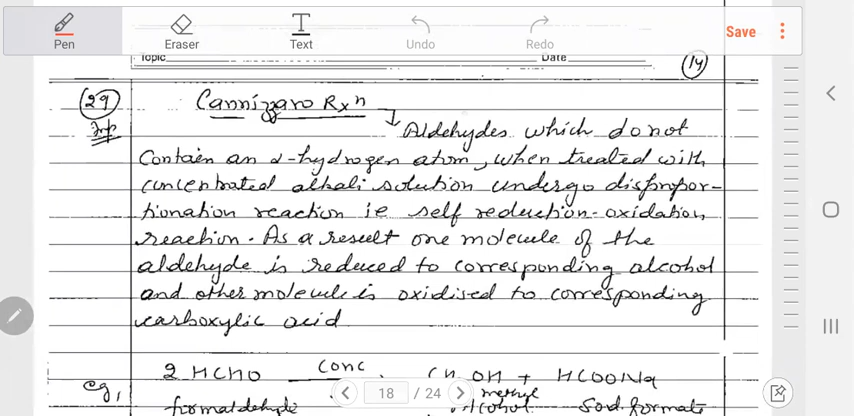 Pen
Eraser
Text
Undo
Redo
Save
Topic
Date
14
29 Cannizzaro Rxn
Imp → Aldehydes which do not
contain an α-hydrogen atom, when treated with
concentrated alkali solution undergo dispropor-
tionation reaction ie self reduction-oxidation
reaction. As a result one molecule of the
aldehyde is reduced to corresponding alcohol
and other molecule is oxidised to corresponding
carboxylic acid
eg, 2 HCHO conc CH3OH + HCOONa
formaldehyde methyl alcohol Sod. formate
18 / 24